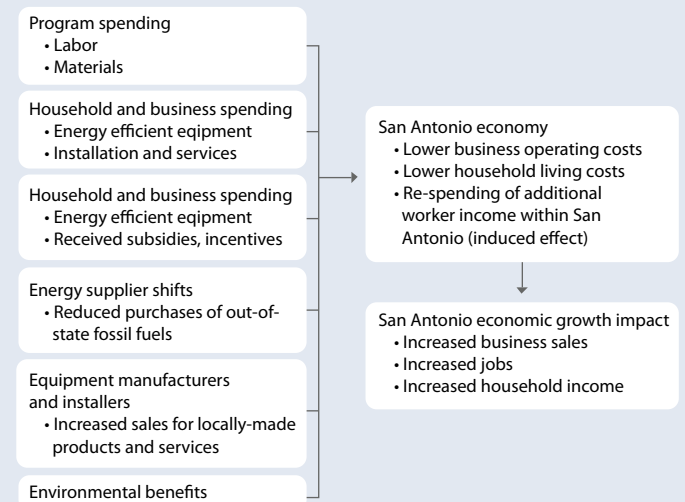 Program spending
• Labor
• Materials
Household and business spending
• Energy efficient eqipment
• Installation and services
Household and business spending
• Energy efficient eqipment
• Received subsidies, incentives
Energy supplier shifts
• Reduced purchases of out-of-
state fossil fuels
Equipment manufacturers
and installers
• Increased sales for locally-made
products and services
Environmental benefits
San Antonio economy
• Lower business operating costs
• Lower household living costs
• Re-spending of additional
worker income within San
Antonio (induced effect)
San Antonio economic growth impact
• Increased business sales
• Increased jobs
• Increased household income